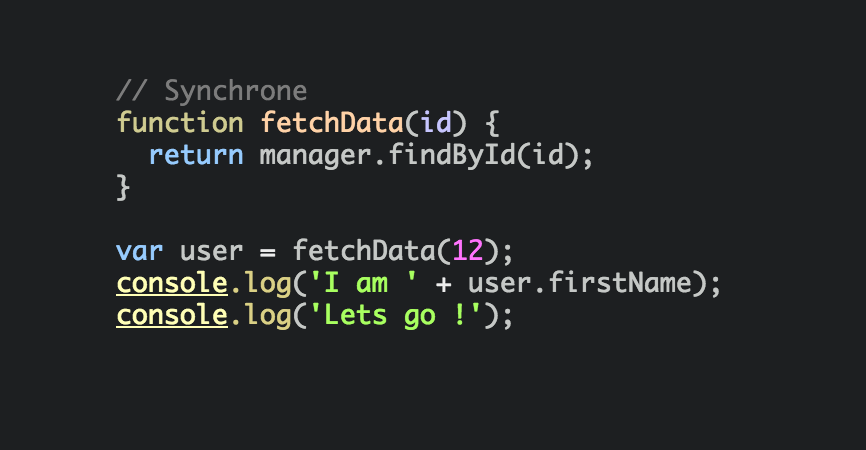 // Synchrone
function fetchData(id) {
  return manager.findById(id);
}
var user = fetchData(12);
console.log('I am ' + user.firstName);
console.log('Lets go !');